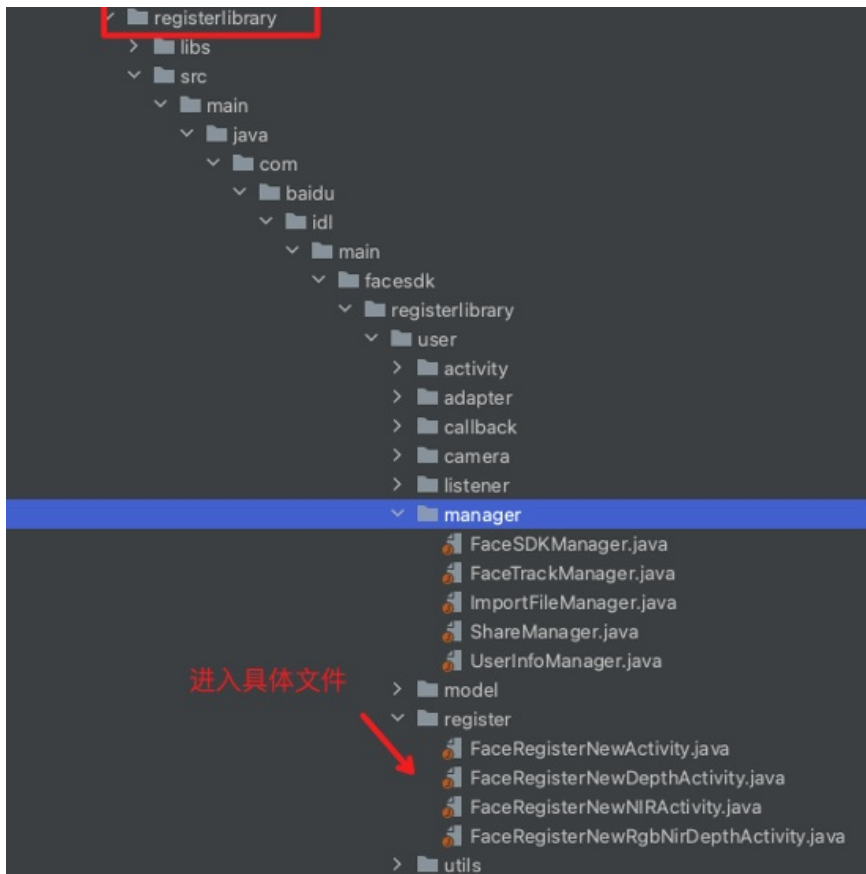 registerlibrary
libs
src
main
java
com
baidu
idl
main
facesdk
registerlibrary
user
activity
adapter
callback
camera
listener
manager
FaceSDKManager.java
FaceTrackManager.java
ImportFileManager.java
ShareManager.java
UserInfoManager.java
进入具体文件
model
register
FaceRegisterNewActivity.java
FaceRegisterNewDepthActivity.java
FaceRegisterNewNIRActivity.java
FaceRegisterNewRgbNirDepthActivity.java
utils